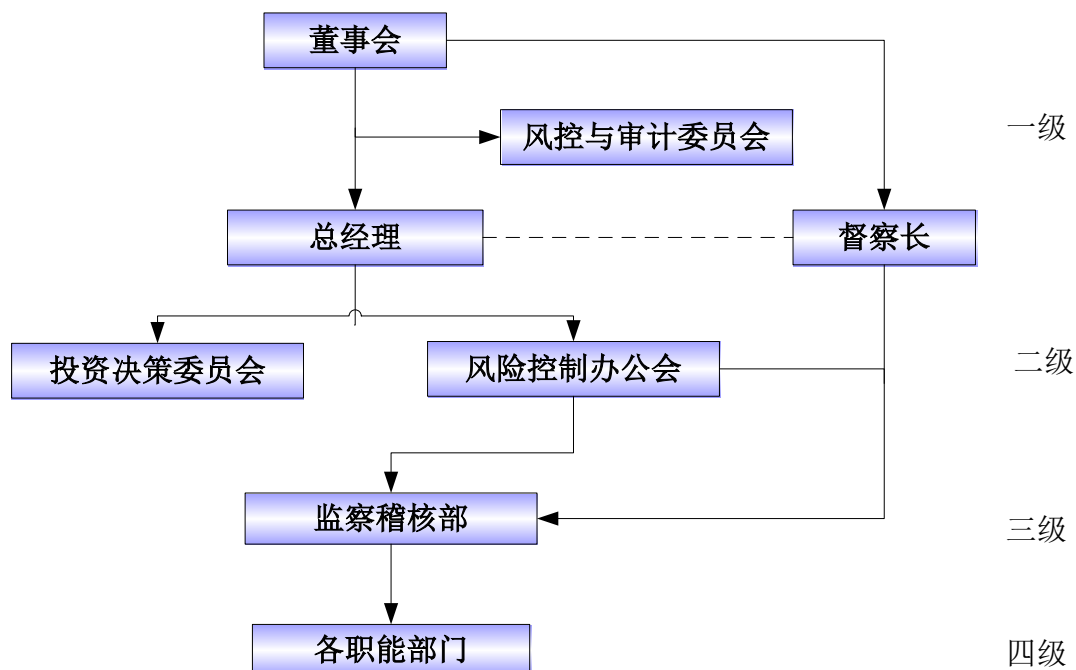 董事会
风控与审计委员会
一级
总经理
督察长
投资决策委员会
风险控制办公会
二级
监察稽核部
三级
各职能部门
四级